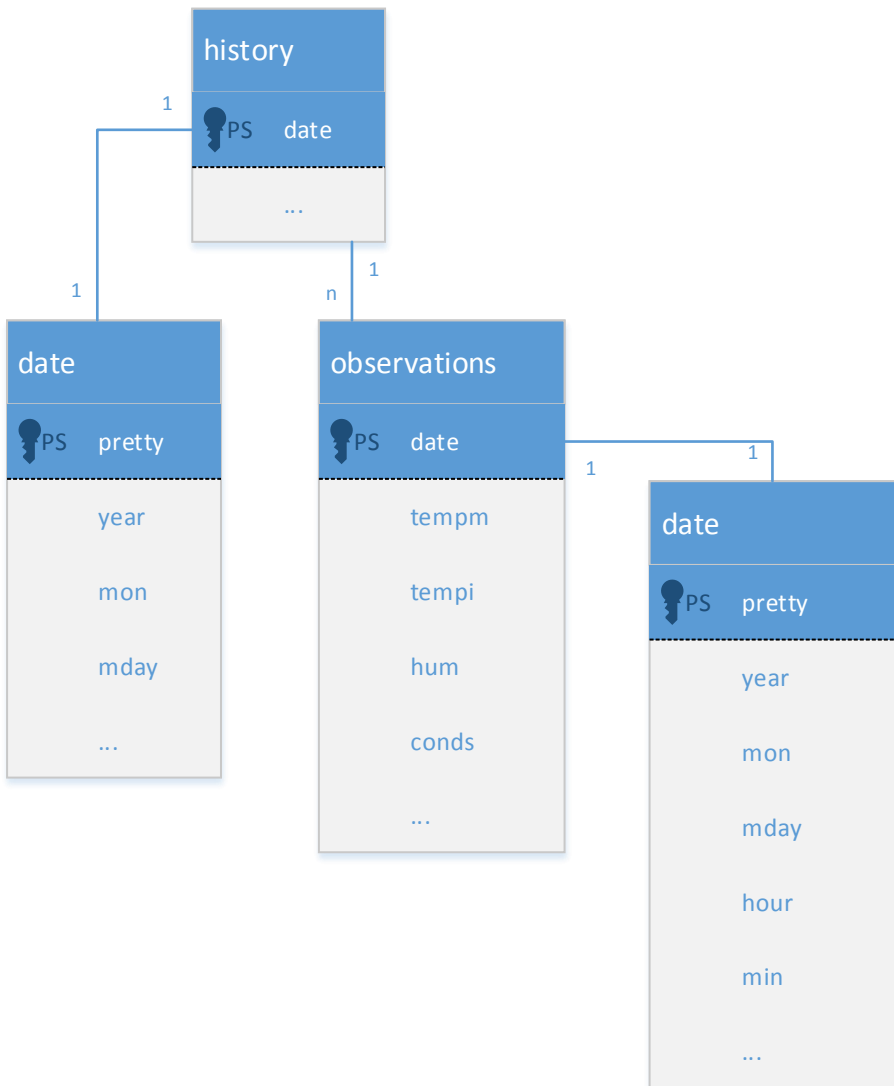 history
1
PS date
...
1
1
n
date
PS pretty
year
mon
mday
...
observations
PS date
tempm
tempi
hum
conds
...
1
1
date
PS pretty
year
mon
mday
hour
min
...